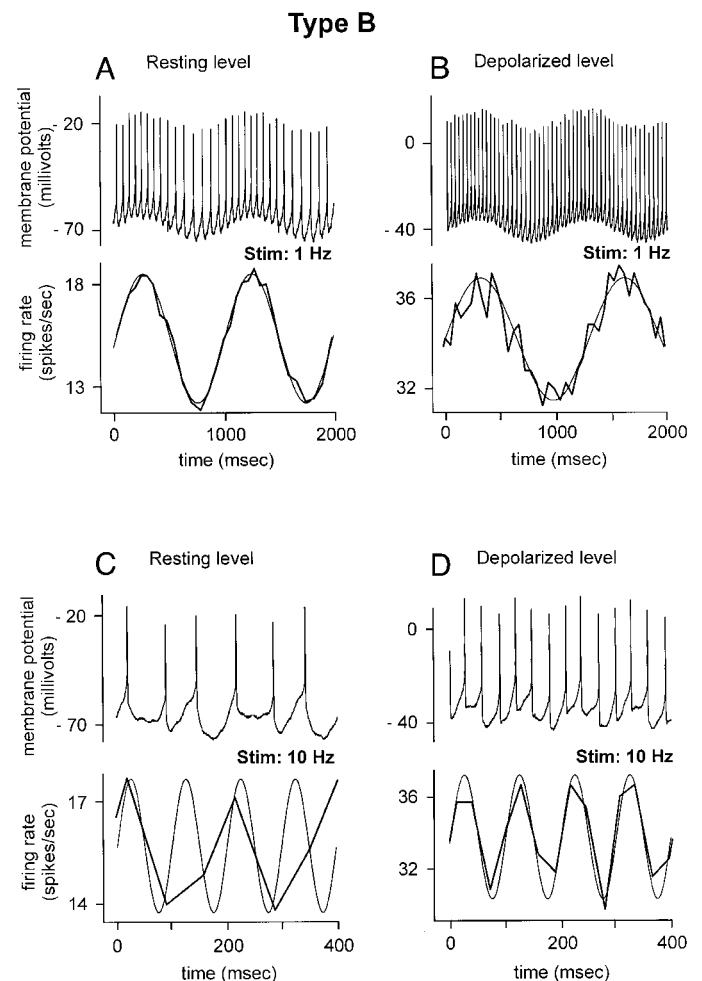 Type B
A
Resting level
membrane potential
(millivolts)
- 20
- 70
Stim: 1 Hz
firing rate
(spikes/sec)
18
13
0
1000
2000
time (msec)
B
Depolarized level
0
- 40
Stim: 1 Hz
36
32
0
1000
2000
time (msec)
C
Resting level
membrane potential
(millivolts)
- 20
- 70
Stim: 10 Hz
firing rate
(spikes/sec)
17
14
0
200
400
time (msec)
D
Depolarized level
0
- 40
Stim: 10 Hz
36
32
0
200
400
time (msec)